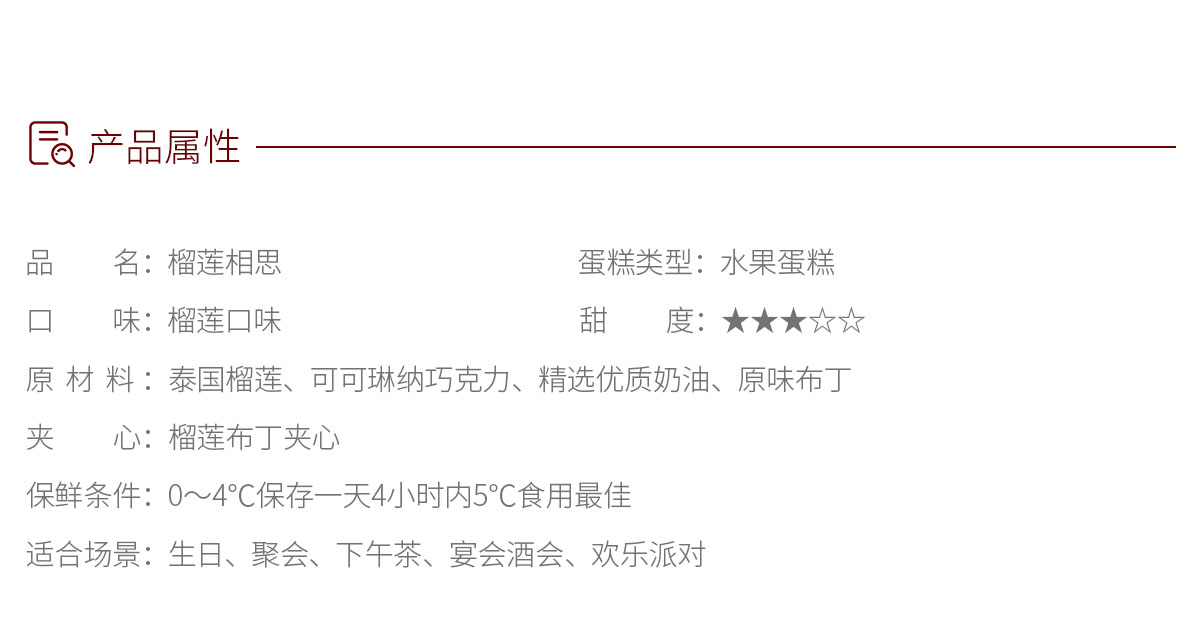 产品属性
品 名：榴莲相思 蛋糕类型：水果蛋糕
口 味：榴莲口味 甜 度：★★★☆☆
原 材 料：泰国榴莲、可可琳纳巧克力、精选优质奶油、原味布丁
夹 心：榴莲布丁夹心
保鲜条件：0～4℃保存一天4小时内5℃食用最佳
适合场景：生日、聚会、下午茶、宴会酒会、欢乐派对